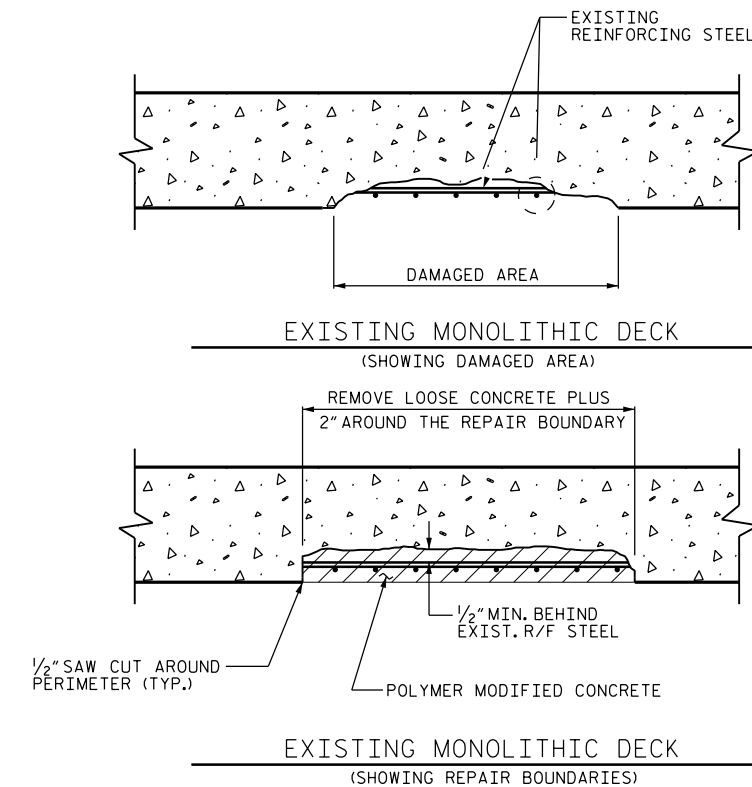 EXISTING
REINFORCING STEEL
DAMAGED AREA
EXISTING MONOLITHIC DECK
(SHOWING DAMAGED AREA)
REMOVE LOOSE CONCRETE PLUS
2" AROUND THE REPAIR BOUNDARY
1/2" MIN. BEHIND
EXIST. R/F STEEL
1/2" SAW CUT AROUND
PERIMETER (TYP.)
POLYMER MODIFIED CONCRETE
EXISTING MONOLITHIC DECK
(SHOWING REPAIR BOUNDARIES)